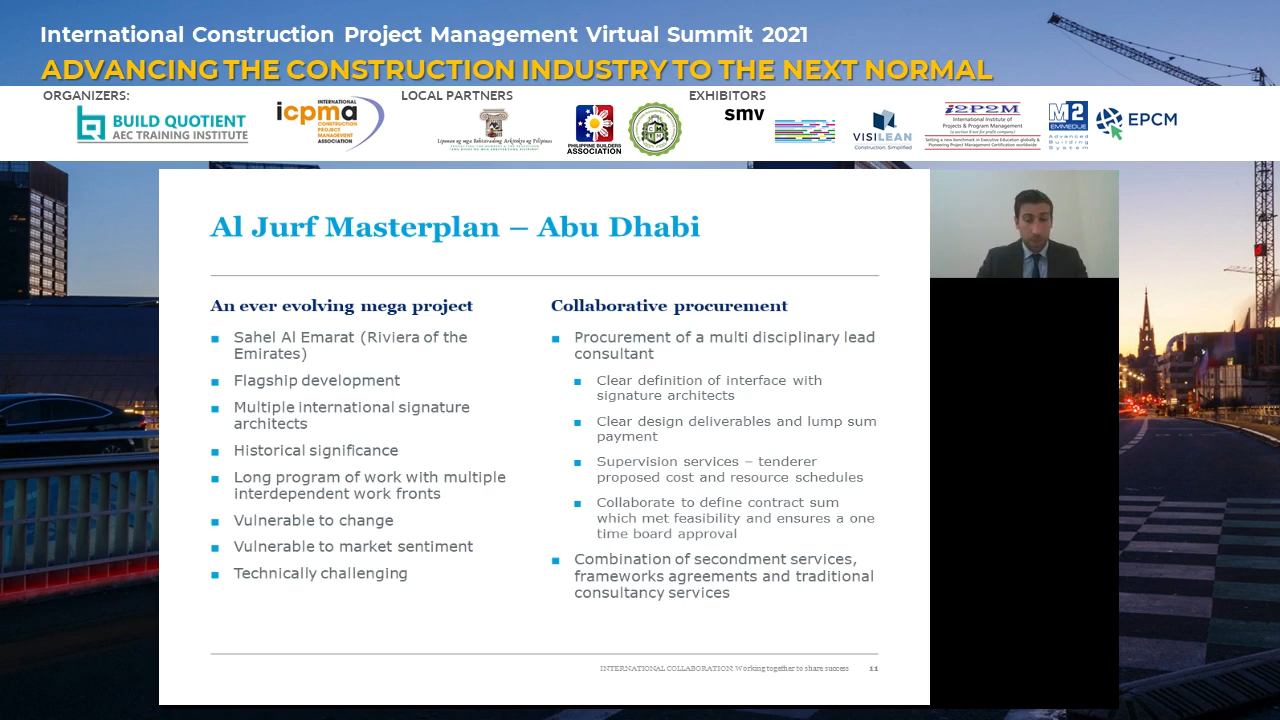 International Construction Project Management Virtual Summit 2021
ADVANCING THE CONSTRUCTION INDUSTRY TO THE NEXT NORMAL
ORGANIZERS:
LOCAL PARTNERS
EXHIBITORS
BUILD QUOTIENT
AEC TRAINING INSTITUTE
icpma
INTERNATIONAL
CONSTRUCTION
PROJECT
MANAGEMENT
ASSOCIATION
PHILIPPINE BUILDERS
ASSOCIATION
smv
VISILEAN
Construction. Simplified
I2P2M
International Institute of
Projects & Program Management
M2
EMMEDUE
Advanced
Building
System
EPCM
Al Jurf Masterplan – Abu Dhabi
An ever evolving mega project
Sahel Al Emarat (Riviera of the
Emirates)
Flagship development
Multiple international signature
architects
Historical significance
Long program of work with multiple
interdependent work fronts
Vulnerable to change
Vulnerable to market sentiment
Technically challenging
Collaborative procurement
Procurement of a multi disciplinary lead
consultant
Clear definition of interface with
signature architects
Clear design deliverables and lump sum
payment
Supervision services – tenderer
proposed cost and resource schedules
Collaborate to define contract sum
which met feasibility and ensures a one
time board approval
Combination of secondment services,
frameworks agreements and traditional
consultancy services
INTERNATIONAL COLLABORATION: Working together to share success 11